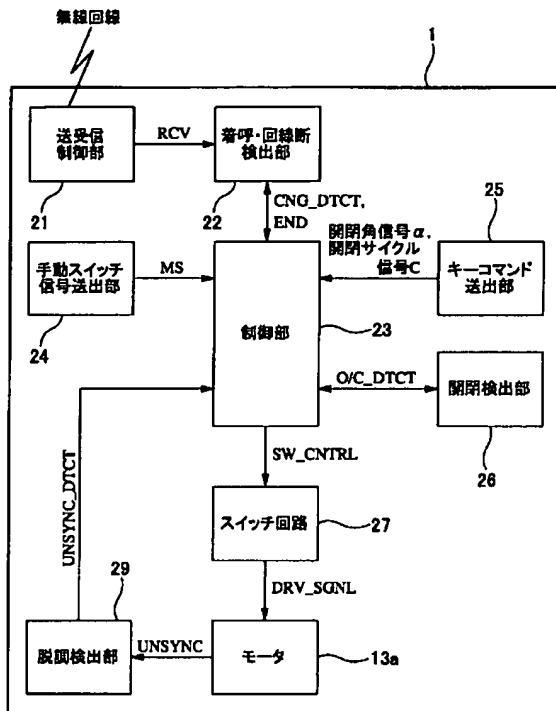 無線回線
1
送受信
制御部
21
RCV
着呼・回線断
検出部
22
CNG_DTCT,
END
開閉角信号α,
開閉サイクル
信号C
25
キーコマンド
送出部
手動スイッチ
信号送出部
24
MS
制御部
23
O/C_DTCT
開閉検出部
26
UNSYNC_DTCT
SW_CNTRL
スイッチ回路
27
DRV_SGNL
29
脱調検出部
UNSYNC
モータ
13a